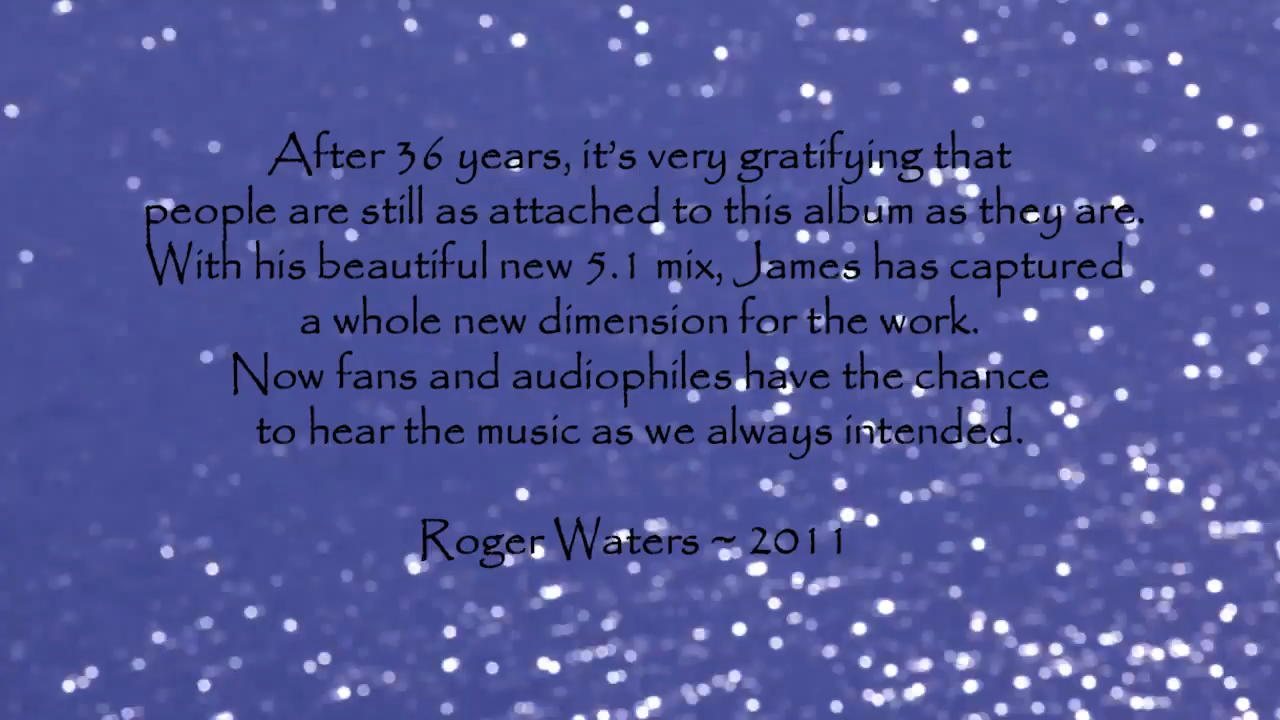 After 36 years, it's very gratifying that
people are still as attached to this album as they are.
With his beautiful new 5.1 mix, James has captured
a whole new dimension for the work.
Now fans and audiophiles have the chance
to hear the music as we always intended.
Roger Waters ~ 2011